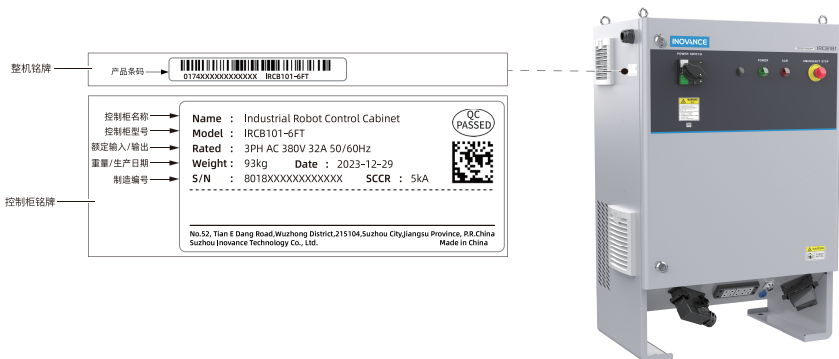 整机铭牌
产品条码
0174XXXXXXXXXXXX IRCB101-6FT
控制柜名称
控制柜型号
额定输入/输出
重量/生产日期
制造编号
控制柜铭牌
Name : Industrial Robot Control Cabinet
Model : IRCB101-6FT
Rated : 3PH AC 380V 32A 50/60Hz
Weight : 93kg Date : 2023-12-29
S/N : 8018XXXXXXXXXXXX SCCR : 5kA
QC
PASSED
No.52, Tian E Dang Road,Wuzhong District,215104,Suzhou City,Jiangsu Province, P.R.China
Suzhou Inovance Technology Co., Ltd. Made in China
INOVANCE
POWER SWITCH
POWER
EMERGENCY STOP